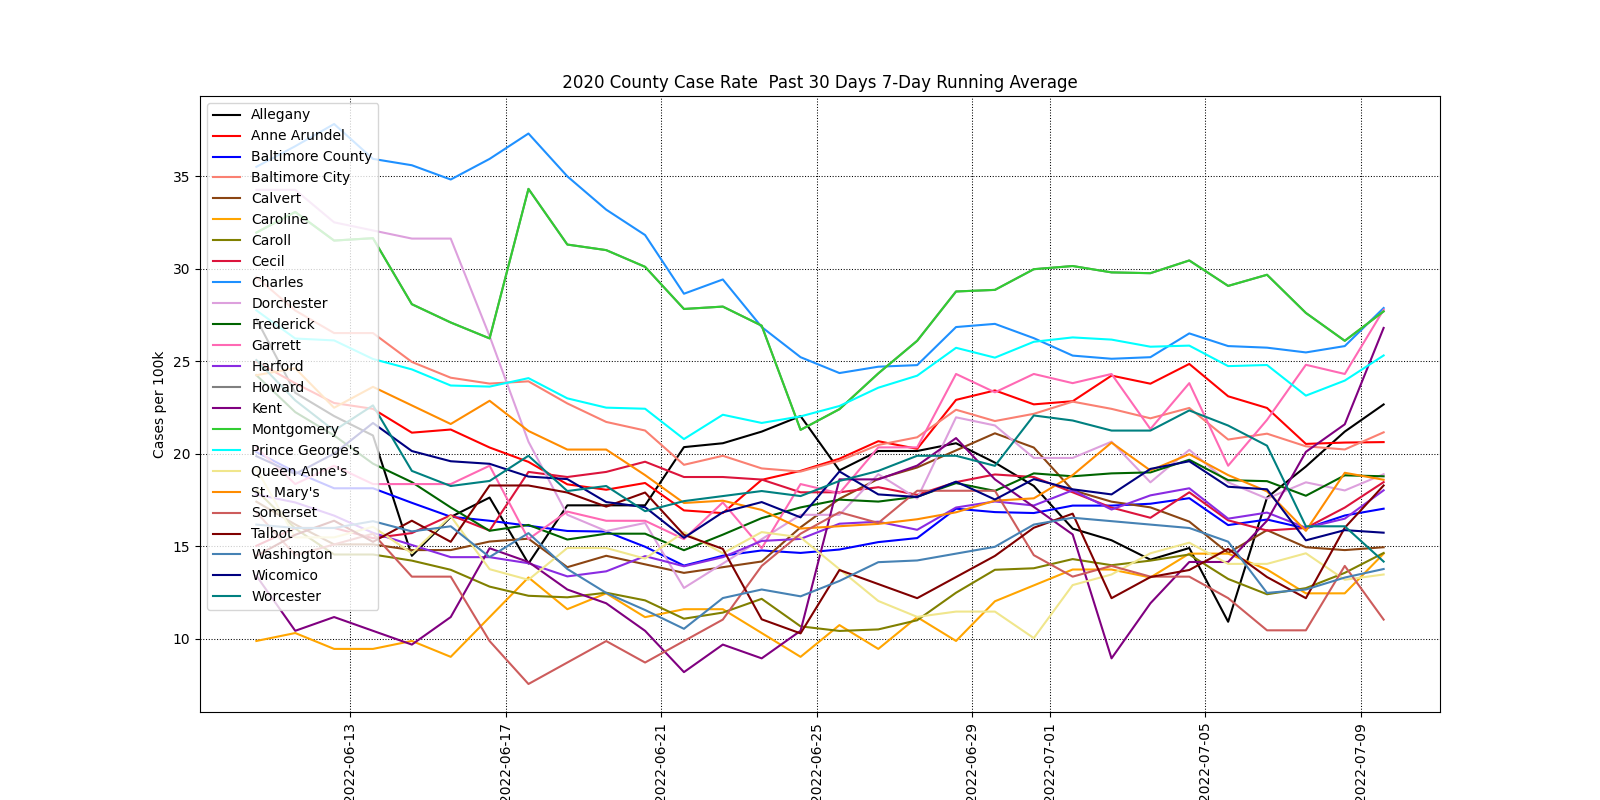 2020 County Case Rate  Past 30 Days 7-Day Running Average
Cases per 100k
35
30
25
20
15
10
Allegany
Anne Arundel
Baltimore County
Baltimore City
Calvert
Caroline
Caroll
Cecil
Charles
Dorchester
Frederick
Garrett
Harford
Howard
Kent
Montgomery
Prince George's
Queen Anne's
St. Mary's
Somerset
Talbot
Washington
Wicomico
Worcester
2022-06-13
2022-06-17
2022-06-21
2022-06-25
2022-06-29
2022-07-01
2022-07-05
2022-07-09